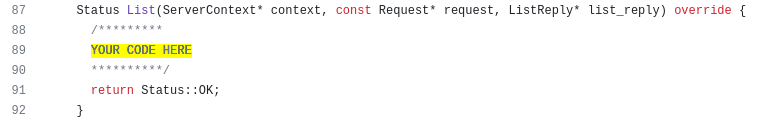 87 Status List(ServerContext* context, const Request* request, ListReply* list_reply) override {
88 /*********
89 YOUR CODE HERE
90 **********/
91 return Status::OK;
92 }